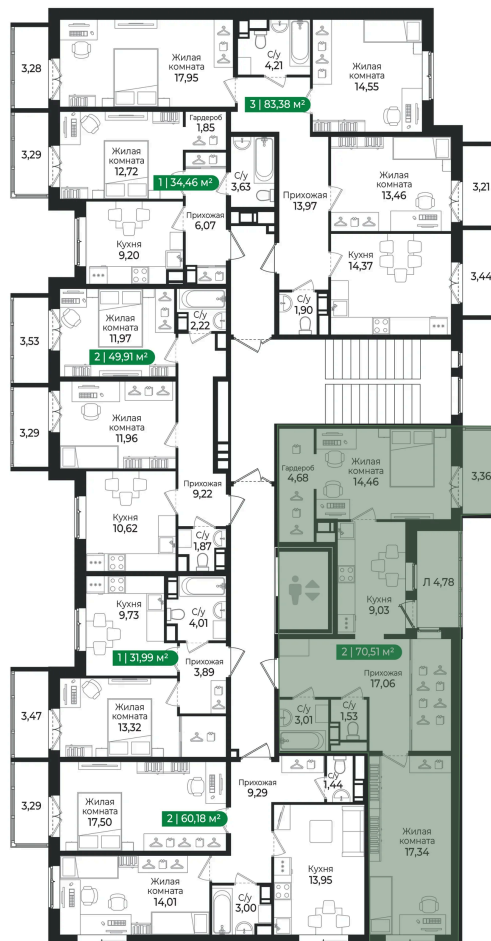 3,28
Жилая
комната
17,95
С/у
4,21
Жилая
комната
14,55
3 | 83,38 м²
3,29
Гардероб
1,85
Жилая
комната
12,72
1 | 34,46 м²
С/у
3,63
Прихожая
13,97
Жилая
комната
13,46
3,21
Прихожая
6,07
Кухня
9,20
Кухня
14,37
3,44
С/у
1,90
3,53
Жилая
комната
11,97
С/у
2,22
2 | 49,91 м²
3,29
Жилая
комната
11,96
Гардероб
4,68
Жилая
комната
14,46
3,36
Прихожая
9,22
Кухня
10,62
С/у
1,87
Л 4,78
Кухня
9,03
Кухня
9,73
С/у
4,01
1 | 31,99 м²
Прихожая
3,89
2 | 70,51 м²
Прихожая
17,06
3,47
Жилая
комната
13,32
С/у
3,01
С/у
1,53
3,29
Жилая
комната
17,50
2 | 60,18 м²
Прихожая
9,29
С/у
1,44
Жилая
комната
17,34
Жилая
комната
14,01
С/у
3,00
Кухня
13,95